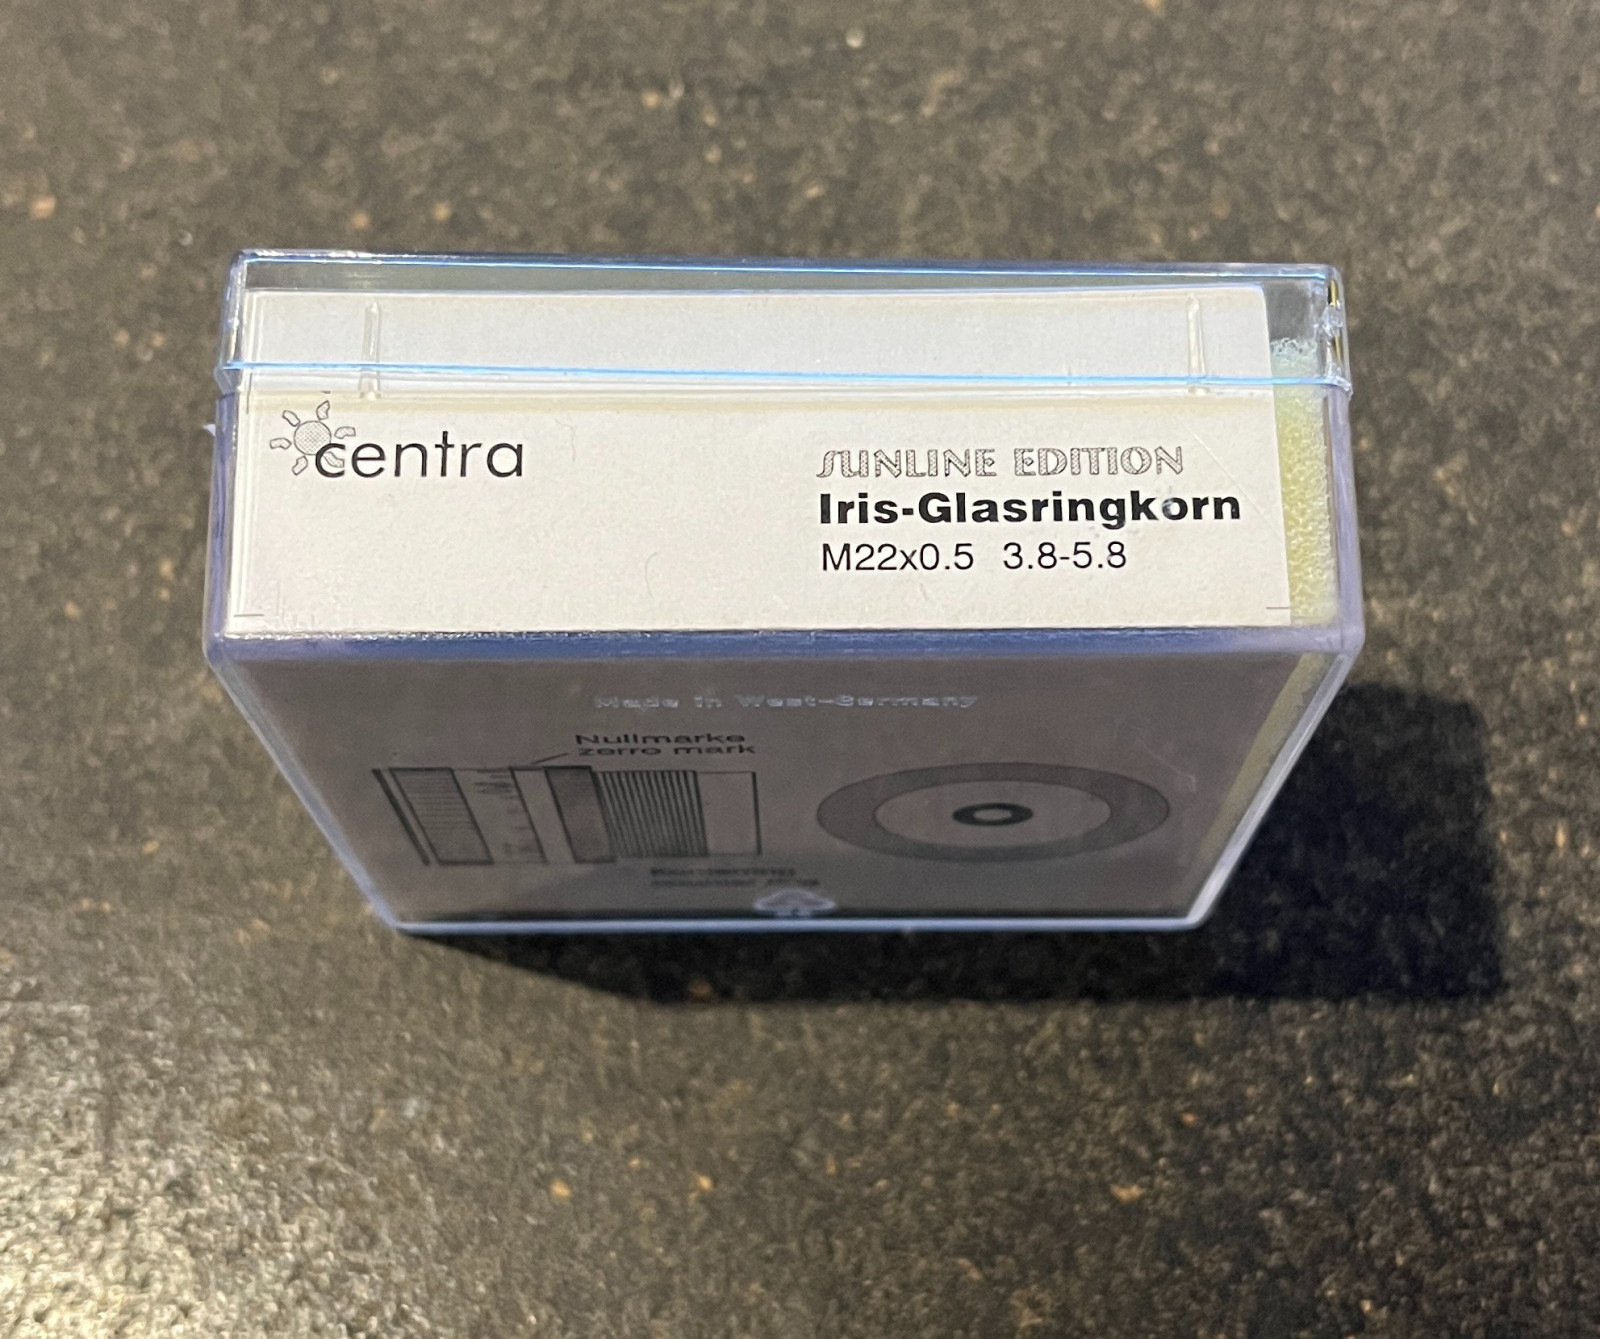 centra
SUNLINE EDITION
Iris-Glasringkorn
M22x0.5 3.8-5.8
Made in West-Germany
Nullmarke
zerro mark